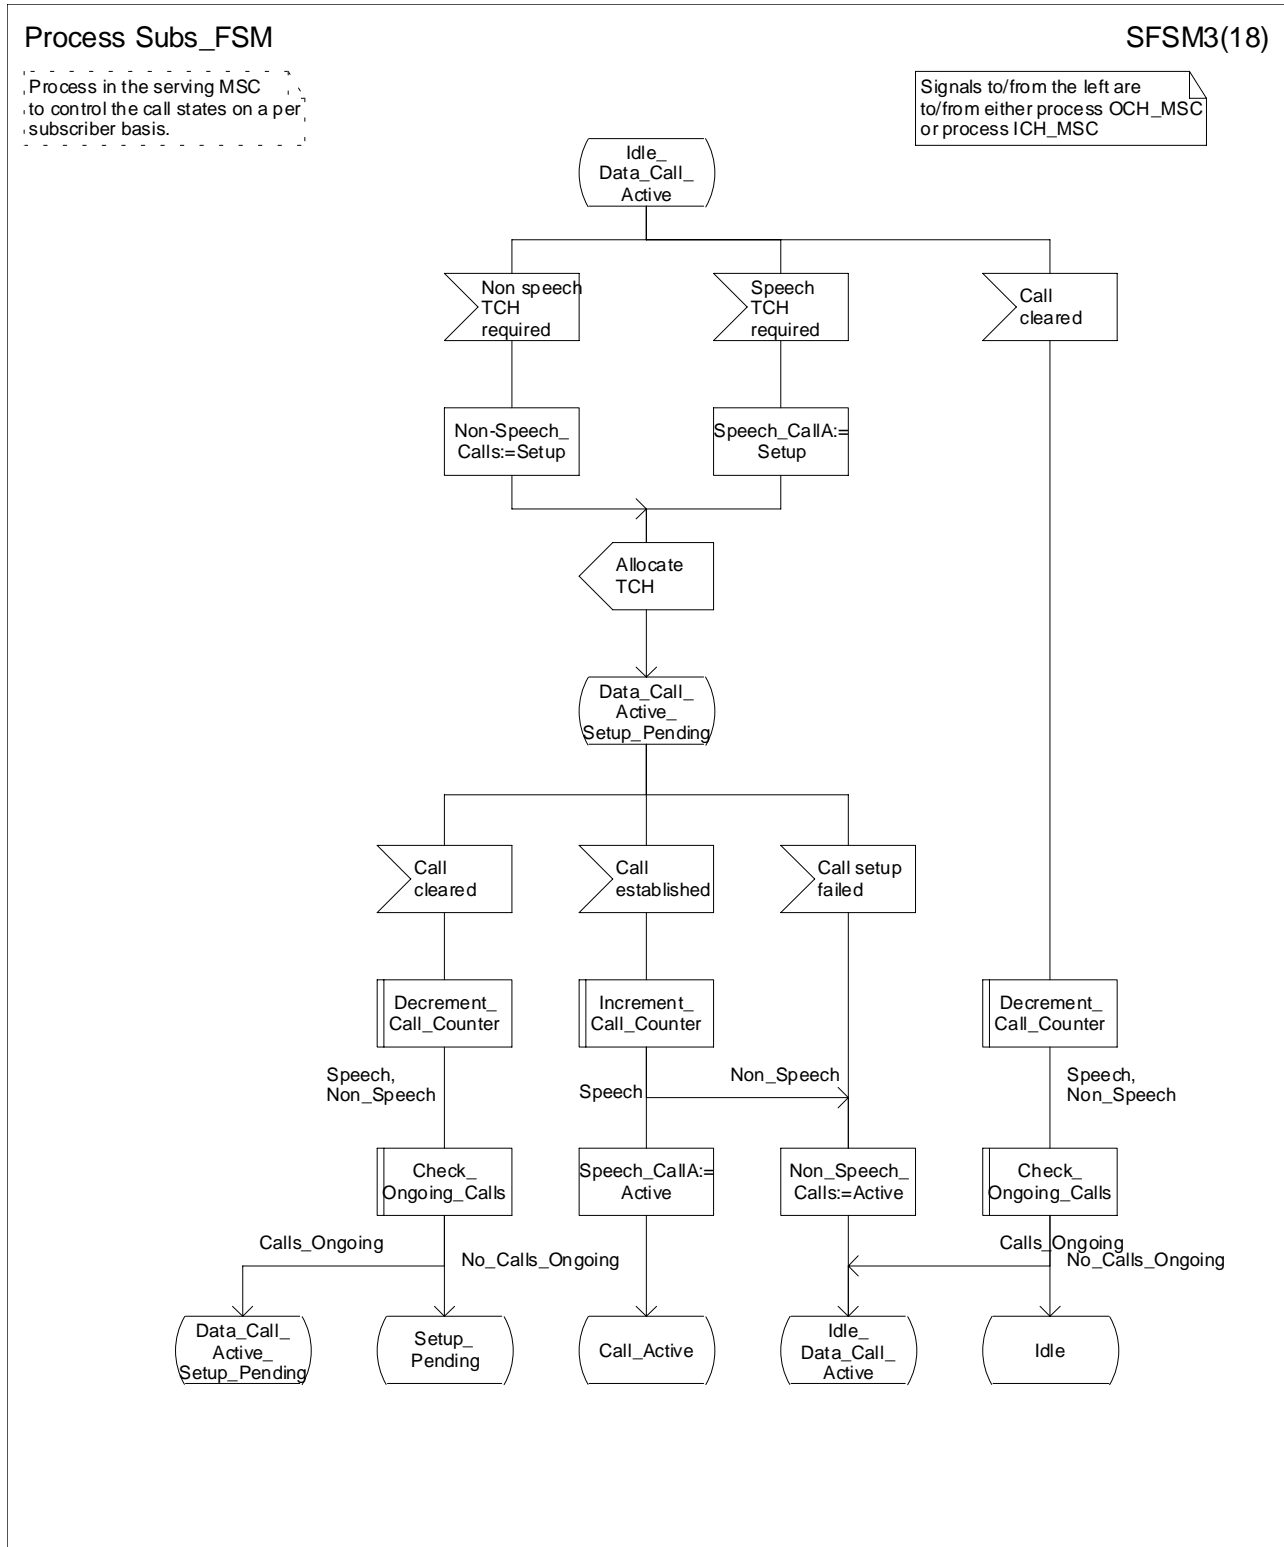 Process Subs_FSM
SFSM3(18)
Process in the serving MSC
to control the call states on a per
subscriber basis.
Signals to/from the left are
to/from either process OCH_MSC
or process ICH_MSC
Idle_
Data_Call_
Active
Non speech
TCH
required
Speech
TCH
required
Call
cleared
Non-Speech_
Calls:=Setup
Speech_CallA:=
Setup
Allocate
TCH
Data_Call_
Active_
Setup_Pending
Call
cleared
Call
established
Call setup
failed
Decrement_
Call_Counter
Increment_
Call_Counter
Decrement_
Call_Counter
Speech,
Non_Speech
Speech
Non_Speech
Speech,
Non_Speech
Check_
Ongoing_Calls
Speech_CallA:=
Active
Non_Speech_
Calls:=Active
Check_
Ongoing_Calls
Calls_Ongoing
No_Calls_Ongoing
Calls_Ongoing
No_Calls_Ongoing
Data_Call_
Active_
Setup_Pending
Setup_
Pending
Call_Active
Idle_
Data_Call_
Active
Idle